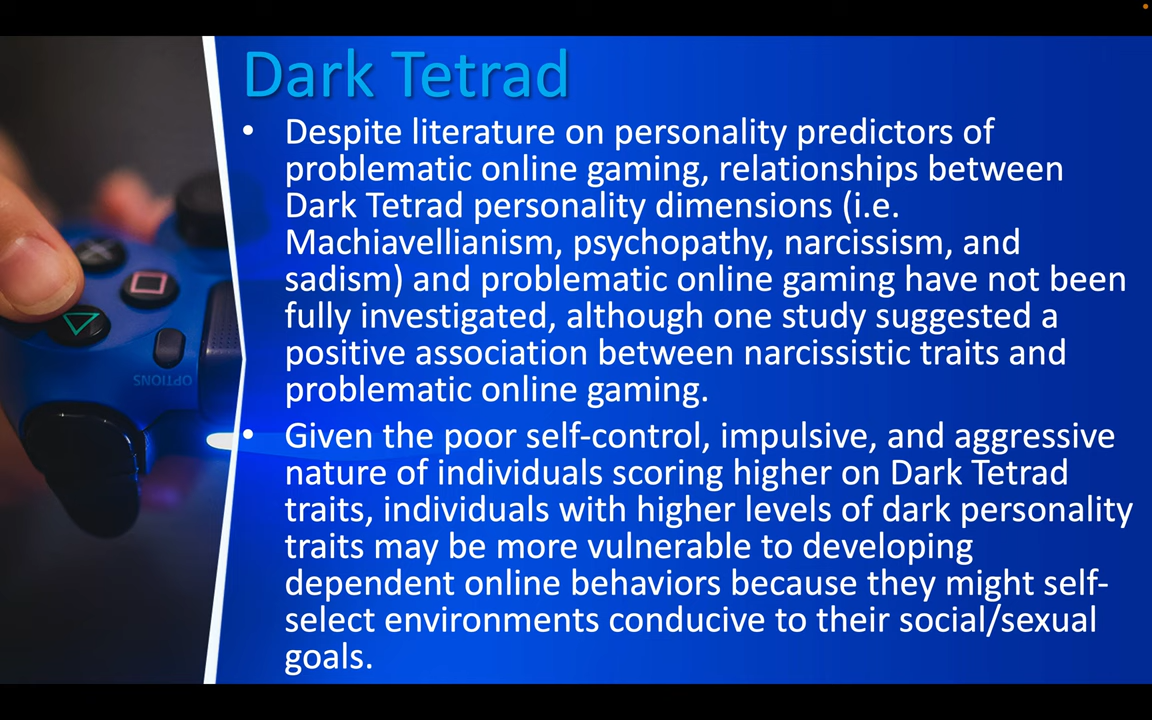 Dark Tetrad
• Despite literature on personality predictors of
problematic online gaming, relationships between
Dark Tetrad personality dimensions (i.e.
Machiavellianism, psychopathy, narcissism, and
sadism) and problematic online gaming have not been
fully investigated, although one study suggested a
positive association between narcissistic traits and
problematic online gaming.
• Given the poor self-control, impulsive, and aggressive
nature of individuals scoring higher on Dark Tetrad
traits, individuals with higher levels of dark personality
traits may be more vulnerable to developing
dependent online behaviors because they might self-
select environments conducive to their social/sexual
goals.
OPTIONS